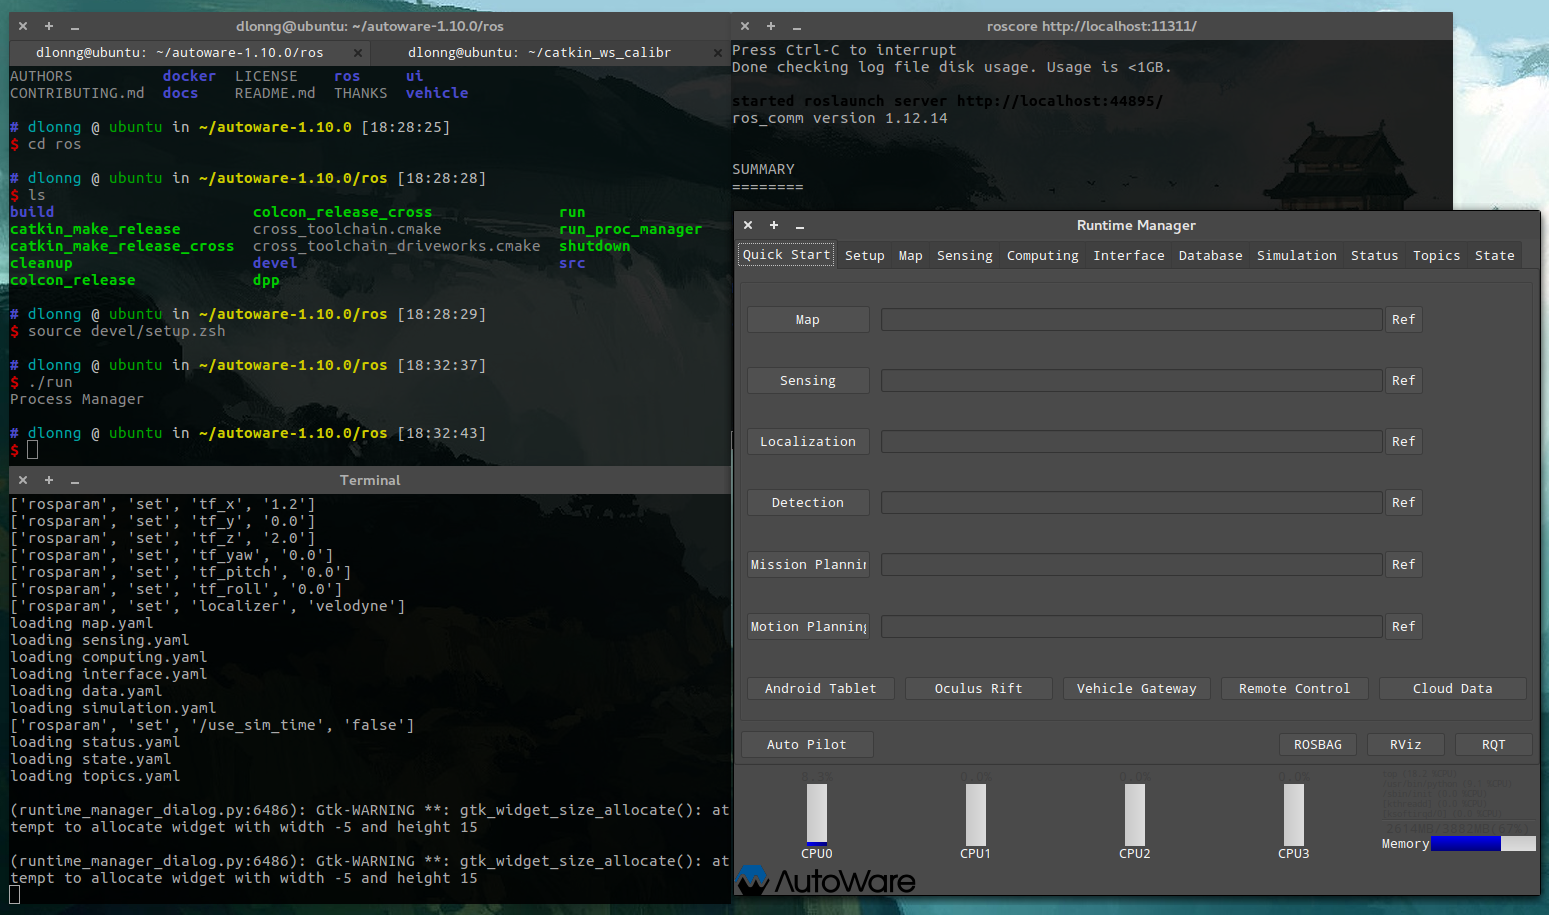 dlonng@ubuntu: ~/autoware-1.10.0/ros
dlonng@ubuntu: ~/autoware-1.10.0/ros
dlonng@ubuntu: ~/catkin_ws_calibr
AUTHORS docker LICENSE ros ui
CONTRIBUTING.md docs README.md THANKS vehicle
# dlonng @ ubuntu in ~/autoware-1.10.0 [18:28:25]
$ cd ros
# dlonng @ ubuntu in ~/autoware-1.10.0/ros [18:28:28]
$ ls
build colcon_release_cross run
catkin_make_release cross_toolchain.cmake run_proc_manager
catkin_make_release_cross cross_toolchain_driveworks.cmake shutdown
cleanup devel src
colcon_release dpp
# dlonng @ ubuntu in ~/autoware-1.10.0/ros [18:28:29]
$ source devel/setup.zsh
# dlonng @ ubuntu in ~/autoware-1.10.0/ros [18:32:37]
$ ./run
Process Manager
# dlonng @ ubuntu in ~/autoware-1.10.0/ros [18:32:43]
$
Terminal
['rosparam', 'set', 'tf_x', '1.2']
['rosparam', 'set', 'tf_y', '0.0']
['rosparam', 'set', 'tf_z', '2.0']
['rosparam', 'set', 'tf_yaw', '0.0']
['rosparam', 'set', 'tf_pitch', '0.0']
['rosparam', 'set', 'tf_roll', '0.0']
['rosparam', 'set', 'localizer', 'velodyne']
loading map.yaml
loading sensing.yaml
loading computing.yaml
loading interface.yaml
loading data.yaml
loading simulation.yaml
['rosparam', 'set', '/use_sim_time', 'false']
loading status.yaml
loading state.yaml
loading topics.yaml
(runtime_manager_dialog.py:6486): Gtk-WARNING **: gtk_widget_size_allocate(): at
tempt to allocate widget with width -5 and height 15
(runtime_manager_dialog.py:6486): Gtk-WARNING **: gtk_widget_size_allocate(): at
tempt to allocate widget with width -5 and height 15
roscore http://localhost:11311/
Press Ctrl-C to interrupt
Done checking log file disk usage. Usage is <1GB.
started roslaunch server http://localhost:44895/
ros_comm version 1.12.14
SUMMARY
========
Runtime Manager
Quick Start Setup Map Sensing Computing Interface Database Simulation Status Topics State
Map Ref
Sensing Ref
Localization Ref
Detection Ref
Mission Plannin Ref
Motion Planning Ref
Android Tablet Oculus Rift Vehicle Gateway Remote Control Cloud Data
Auto Pilot ROSBAG RViz RQT
8.3% 0.0% 0.0% 0.0%
CPU0 CPU1 CPU2 CPU3
Memory
AutoWare